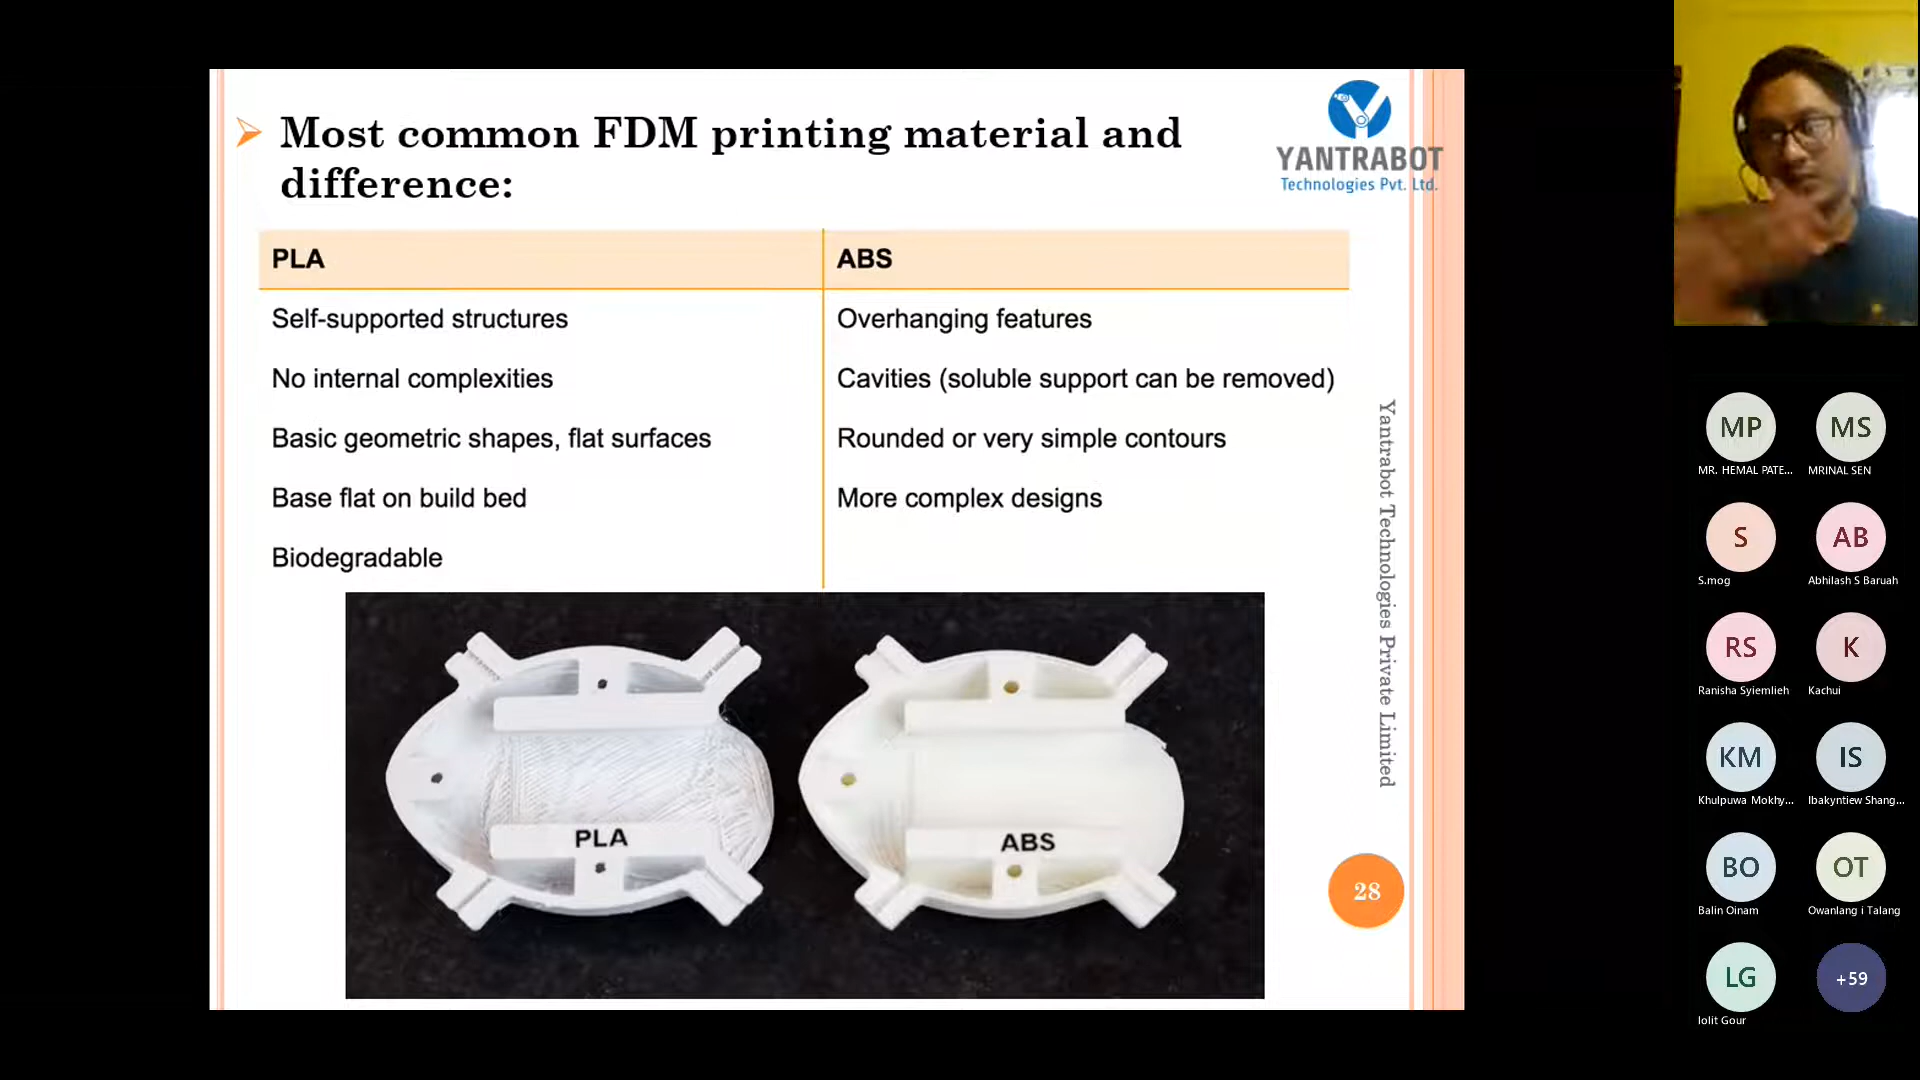 Most common FDM printing material and
difference:
YANTRABOT
Technologies Pvt. Ltd.
PLA
ABS
Self-supported structures
Overhanging features
No internal complexities
Cavities (soluble support can be removed)
Basic geometric shapes, flat surfaces
Rounded or very simple contours
Base flat on build bed
More complex designs
Biodegradable
PLA
ABS
Yantrabot Technologies Private Limited
28
MP
MR. HEMAL PATE...
MS
MRINAL SEN
S
S.mog
AB
Abhilash S Baruah
RS
Ranisha Syiemlieh
K
Kachui
KM
Khulpuwa Mokhy...
IS
Ibakyntiew Shang...
BO
Balin Oinam
OT
Owanlang i Talang
LG
lolit Gour
+59